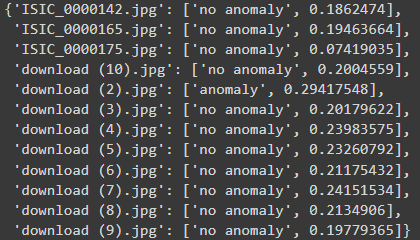 {'ISIC_0000142.jpg': ['no anomaly', 0.1862474],
'ISIC_0000165.jpg': ['no anomaly', 0.19463664],
'ISIC_0000175.jpg': ['no anomaly', 0.07419035],
'download (10).jpg': ['no anomaly', 0.2004559],
'download (2).jpg': ['anomaly', 0.29417548],
'download (3).jpg': ['no anomaly', 0.20179622],
'download (4).jpg': ['no anomaly', 0.23983575],
'download (5).jpg': ['no anomaly', 0.23260792],
'download (6).jpg': ['no anomaly', 0.21175432],
'download (7).jpg': ['no anomaly', 0.24151534],
'download (8).jpg': ['no anomaly', 0.2134906],
'download (9).jpg': ['no anomaly', 0.19779365]}